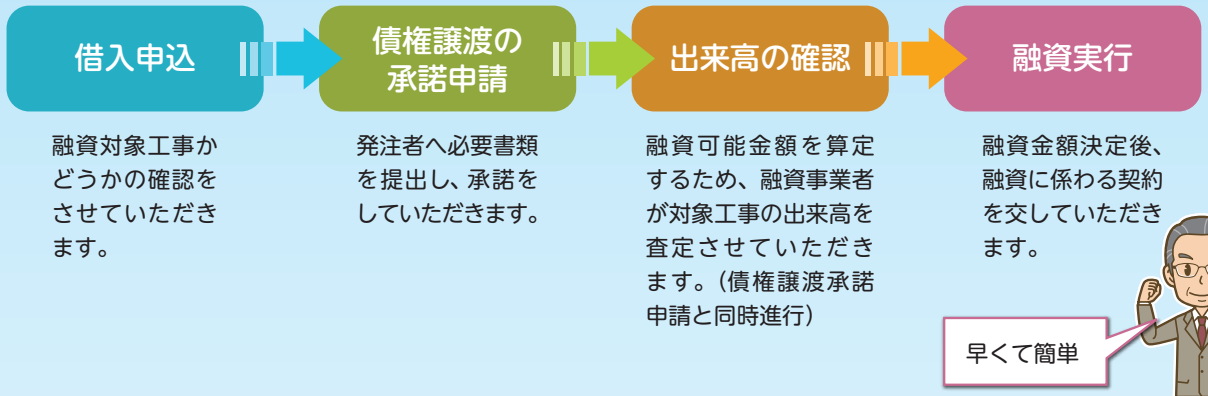 借入申込
債権譲渡の
承諾申請
出来高の確認
融資実行
融資対象工事か
どうかの確認を
させていただき
ます。
発注者へ必要書類
を提出し、承諾を
していただきます。
融資可能金額を算定
するため、融資事業者
が対象工事の出来高を
査定させていただき
ます。（債権譲渡承諾
申請と同時進行）
融資金額決定後、
融資に係わる契約
を交していただき
ます。
早くて簡単